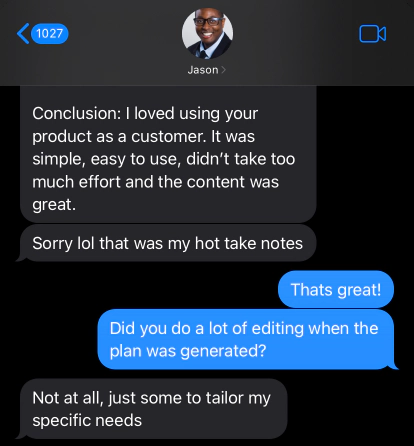 1027
Jason
Conclusion: I loved using your
product as a customer. It was
simple, easy to use, didn't take too
much effort and the content was
great.
Sorry lol that was my hot take notes
Thats great!
Did you do a lot of editing when the
plan was generated?
Not at all, just some to tailor my
specific needs